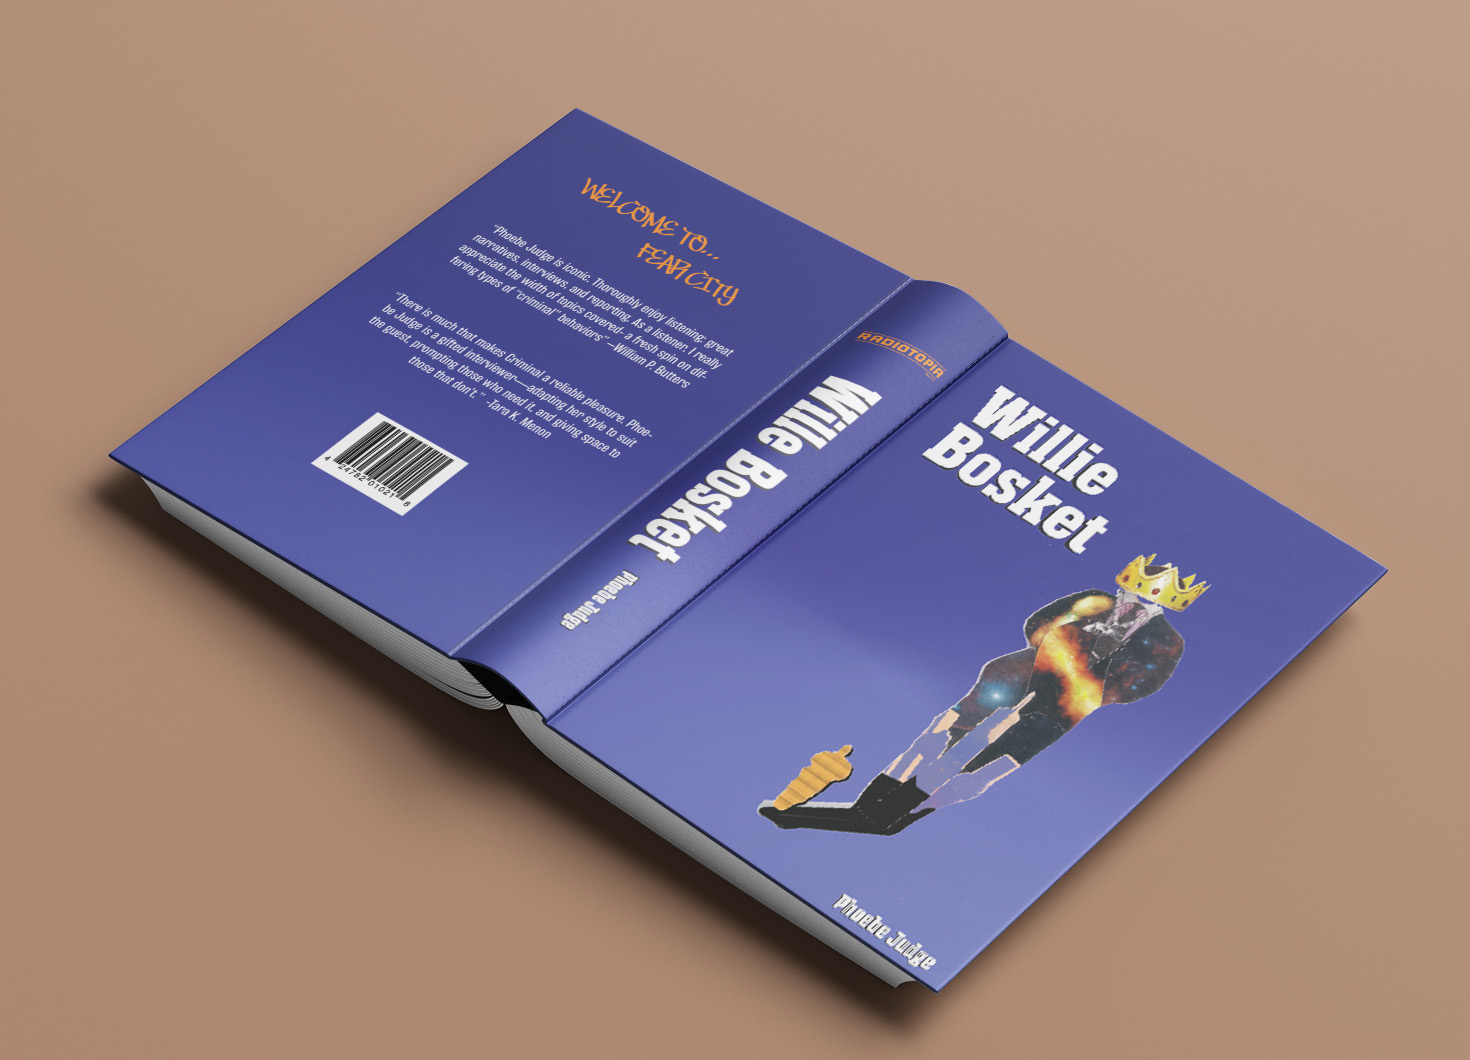 WELCOME TO...
FEAR CITY
"Phoebe Judge is iconic. Thoroughly enjoy listening; great
narratives, interviews, and reporting. As a listener, I really
appreciate the width of topics covered- a fresh spin on dif-
fering types of "criminal" behaviors"—William P. Butters
"There is much that makes Criminal a reliable pleasure. Phoe-
be Judge is a gifted interviewer—adapting her style to suit
the guest, prompting those who need it, and giving space to
those that don't. " -Tara K. Menon
4 24782 01021 8
RADIOTOPIA
Willie Bosket
Phoebe Judge
Willie
Bosket
Phoebe Judge